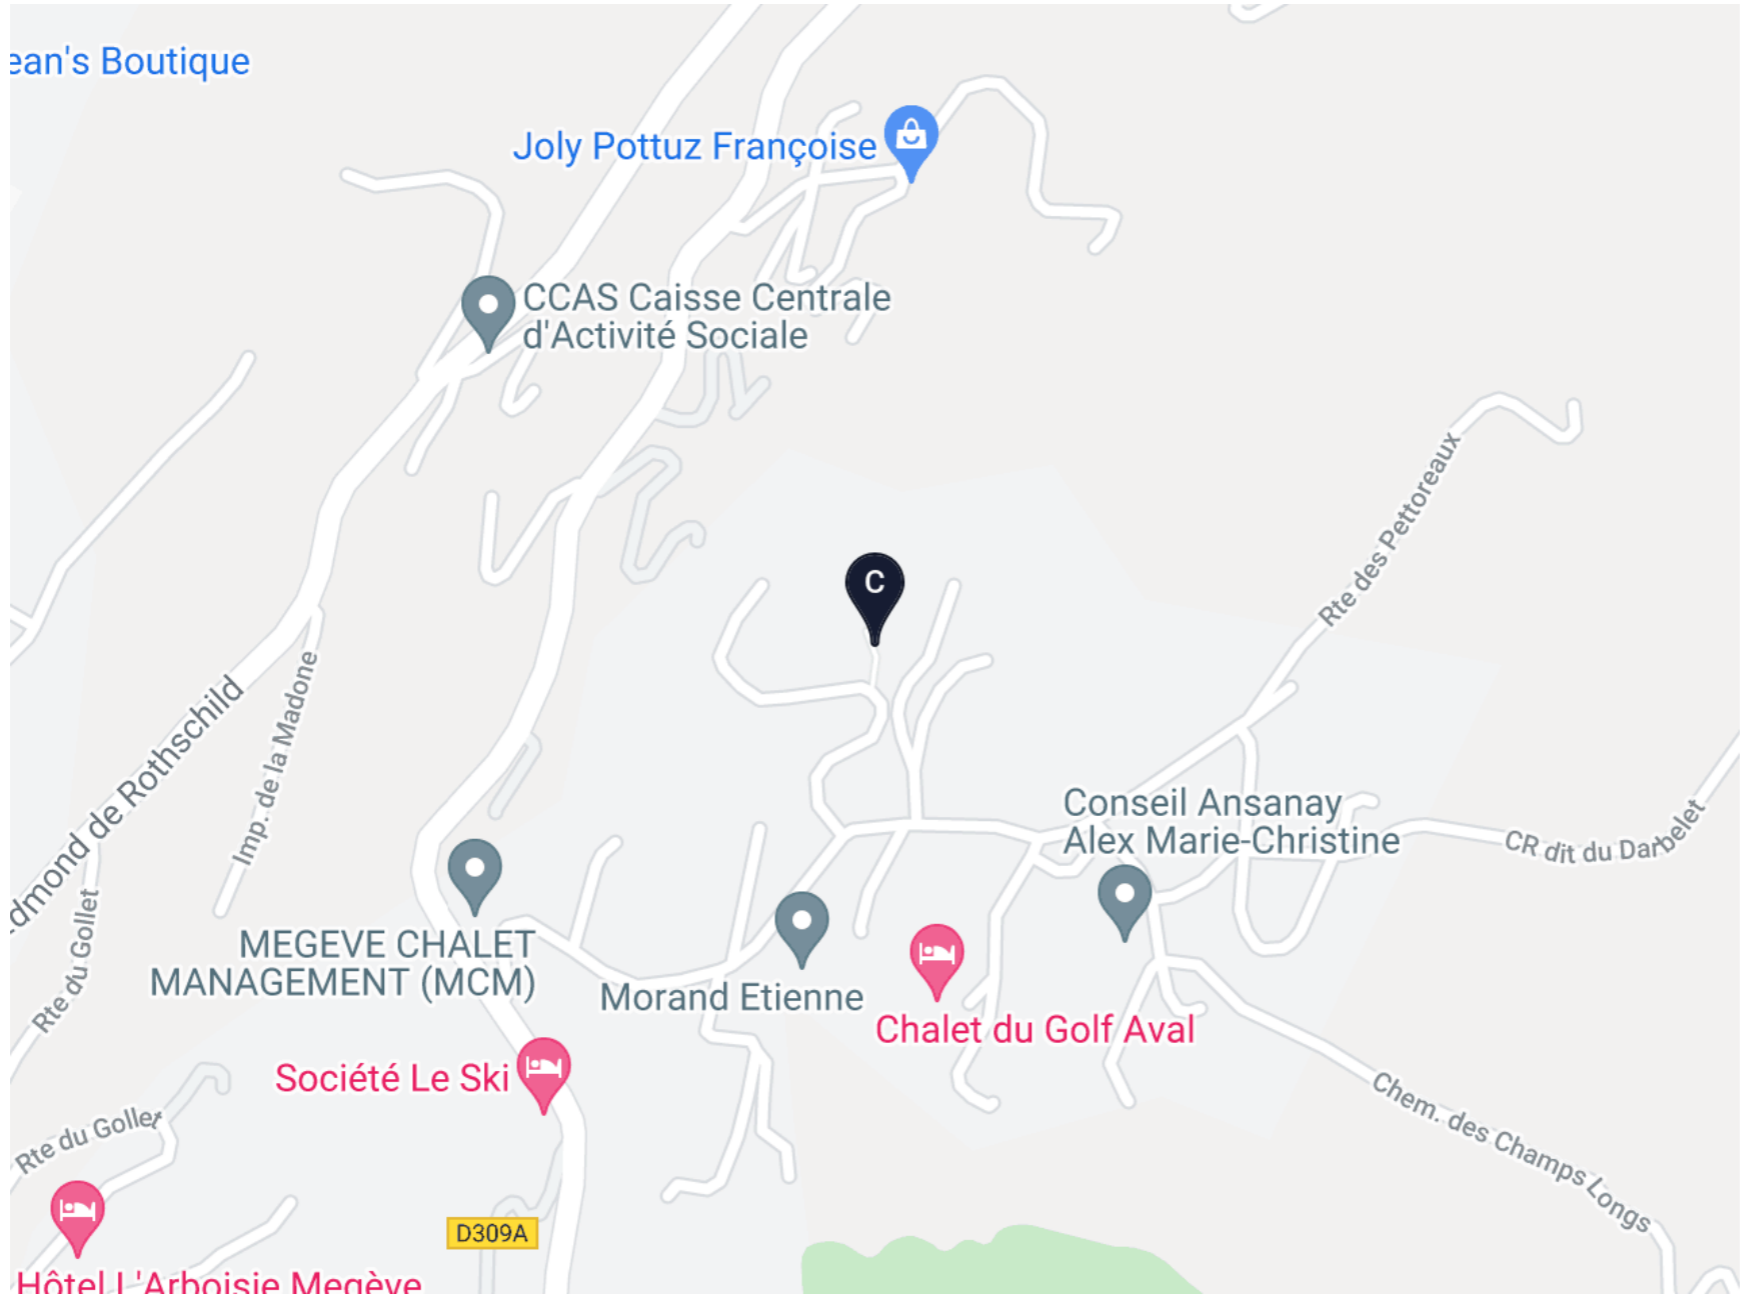 ean's Boutique
Joly Pottuz Françoise
CCAS Caisse Centrale
d'Activité Sociale
Rte des Pettoreaux
C
Imp. de la Madone
dmond de Rothschild
Conseil Ansanay
Alex Marie-Christine
CR dit du Darbelet
Rte du Gollet
MEGEVE CHALET
MANAGEMENT (MCM)
Morand Etienne
Chalet du Golf Aval
Société Le Ski
Chem. des Champs Longs
Rte du Gollet
D309A
Hôtel L'Arboisie Megève